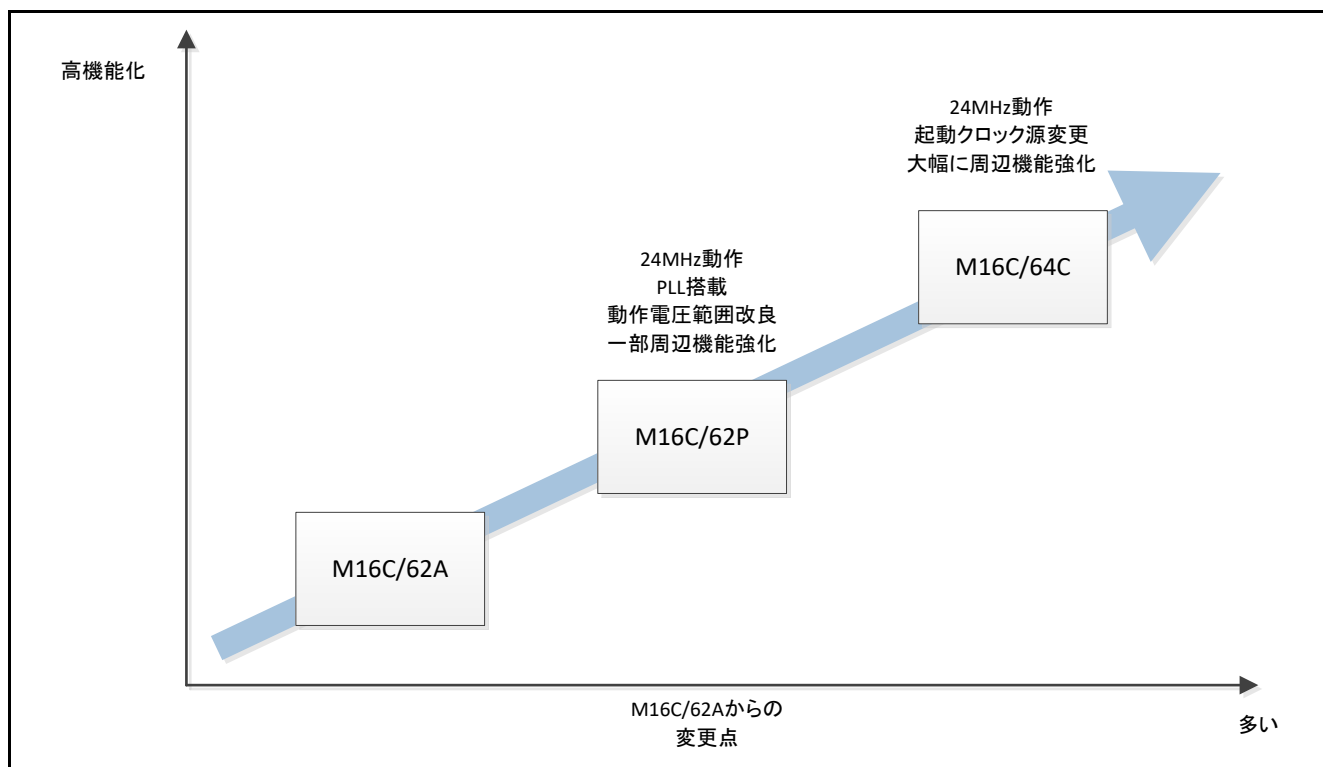 高機能化
24MHz動作
起動クロック源変更
大幅に周辺機能強化
M16C/64C
24MHz動作
PLL搭載
動作電圧範囲改良
一部周辺機能強化
M16C/62P
M16C/62A
M16C/62Aからの
変更点
多い